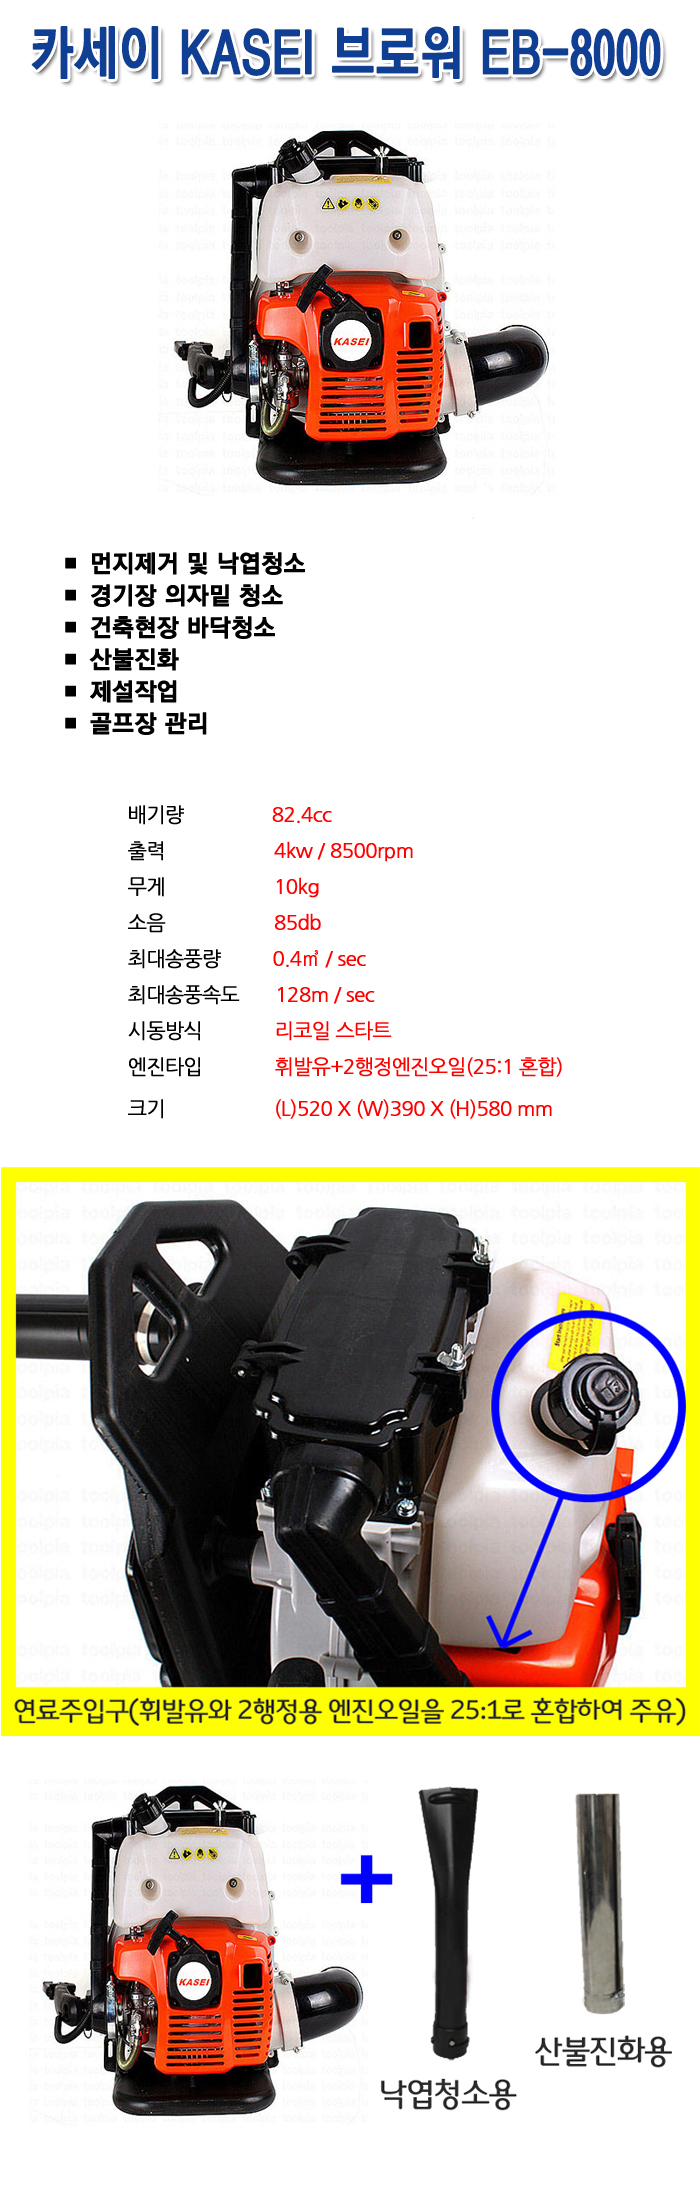 카세이 KASEI 브로워 EB-8000
KASEI
■ 먼지제거 및 낙엽청소
■ 경기장 의자밑 청소
■ 건축현장 바닥청소
■ 산불진화
■ 제설작업
■ 골프장 관리
배기량 82.4cc
출력 4kw / 8500rpm
무게 10kg
소음 85db
최대송풍량 0.4㎥ / sec
최대송풍속도 128m / sec
시동방식 리코일 스타트
엔진타입 휘발유+2행정엔진오일(25:1 혼합)
크기 (L)520 X (W)390 X (H)580 mm
toolpia toolpia toolpia toolpia toolpia
연료주입구(휘발유와 2행정용 엔진오일을 25:1로 혼합하여 주유)
KASEI
+
낙엽청소용
산불진화용